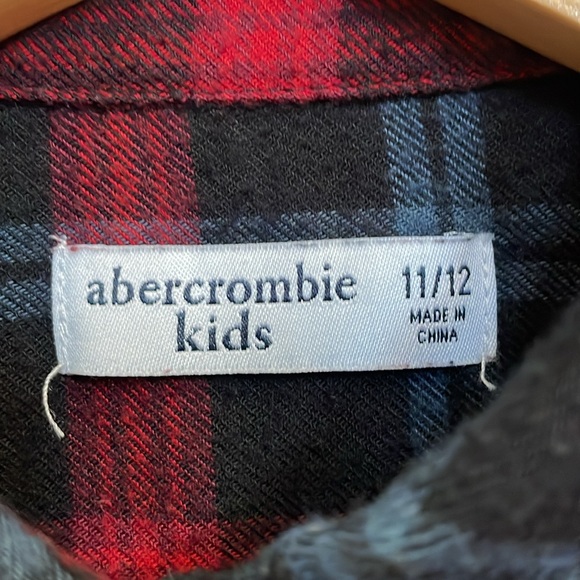 abercrombie
kids
11/12
MADE IN
CHINA